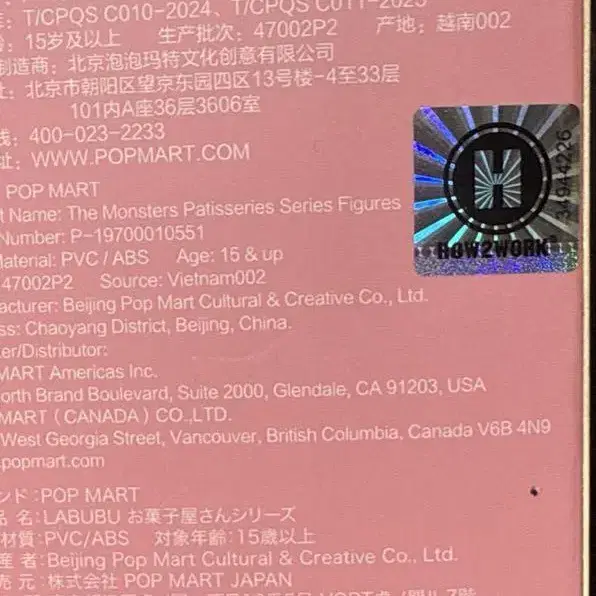 T/CPQS C010-2024、T/CPQS C011-2025
15岁及以上 生产批次: 47002P2 产地: 越南002
制造商: 北京泡泡玛特文化创意有限公司
北京市朝阳区望京东园四区13号楼-4至33层
101内A座36层3606室
线: 400-023-2233
址: WWW.POPMART.COM
POP MART
t Name: The Monsters Patisseries Series Figures
Number: P-19700010551
Material: PVC / ABS Age: 15 & up
47002P2 Source: Vietnam002
facturer: Beijing Pop Mart Cultural & Creative Co., Ltd.
ss: Chaoyang District, Beijing, China.
er/Distributor:
MART Americas Inc.
orth Brand Boulevard, Suite 2000, Glendale, CA 91203, USA
MART ( CANADA ) CO.,LTD.
West Georgia Street, Vancouver, British Columbia, Canada V6B 4N9
popmart.com
ンド:POP MART
品 名:LABUBU お菓子屋さんシリーズ
材質:PVC/ABS 対象年齢:15歳以上
産 者:Beijing Pop Mart Cultural & Creative Co., Ltd.
売 元:株式会社 POP MART JAPAN
H
HOW2WORK
34944226